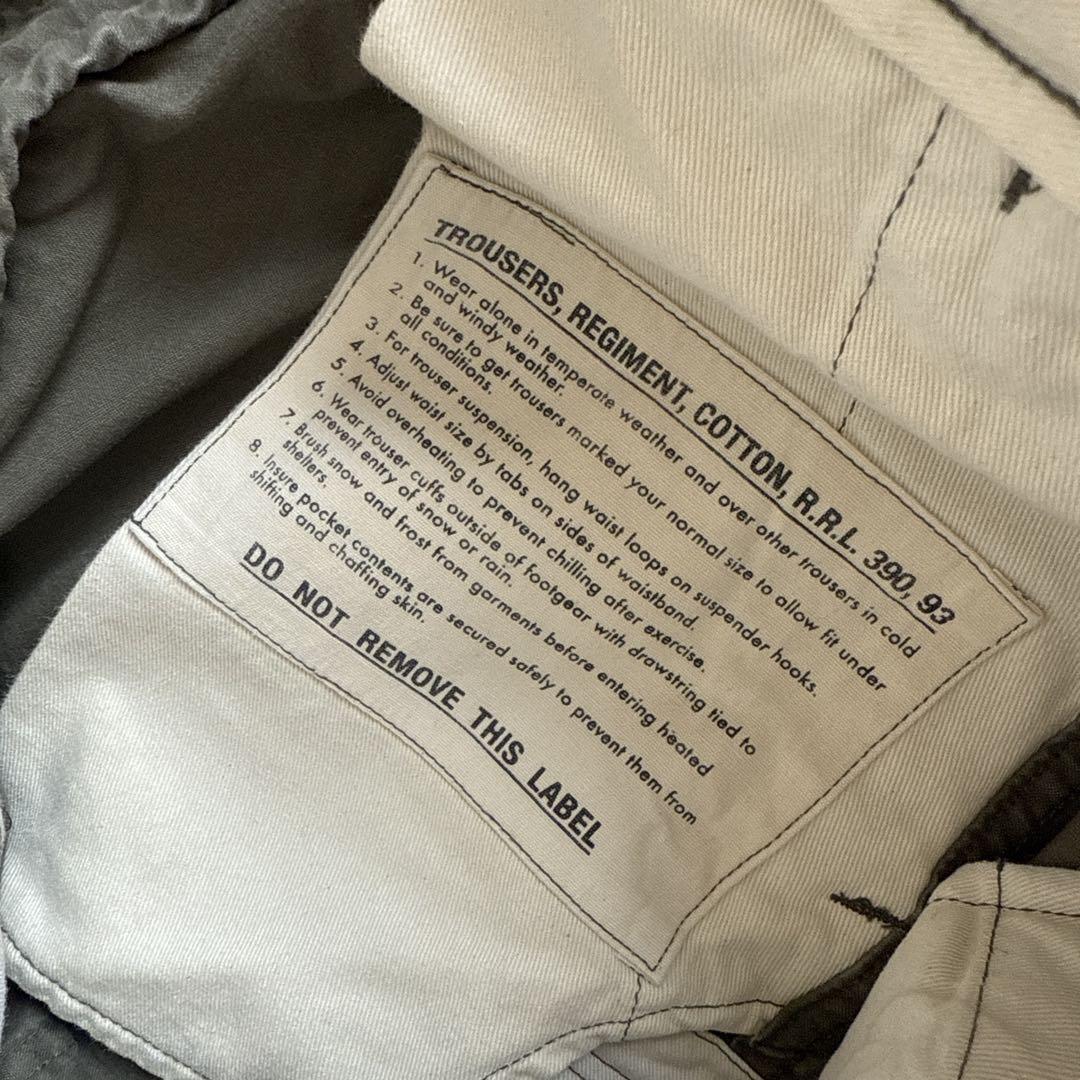 TROUSERS, REGIMENT, COTTON, R.R.L. 390, 93
1. Wear alone in temperate weather and over other trousers in cold
and windy weather.
2. Be sure to get trousers marked your normal size to allow fit under
all conditions.
3. For trouser suspension, hang waist loops on suspender hooks.
4. Adjust waist size by tabs on sides of waistband.
5. Avoid overheating to prevent chilling after exercise.
6. Wear trouser cuffs outside of footgear with drawstring tied to
prevent entry of snow or rain.
7. Brush snow and frost from garments before entering heated
shelters.
8. Insure pocket contents are secured safely to prevent them from
shifting and chaffing skin.
DO NOT REMOVE THIS LABEL